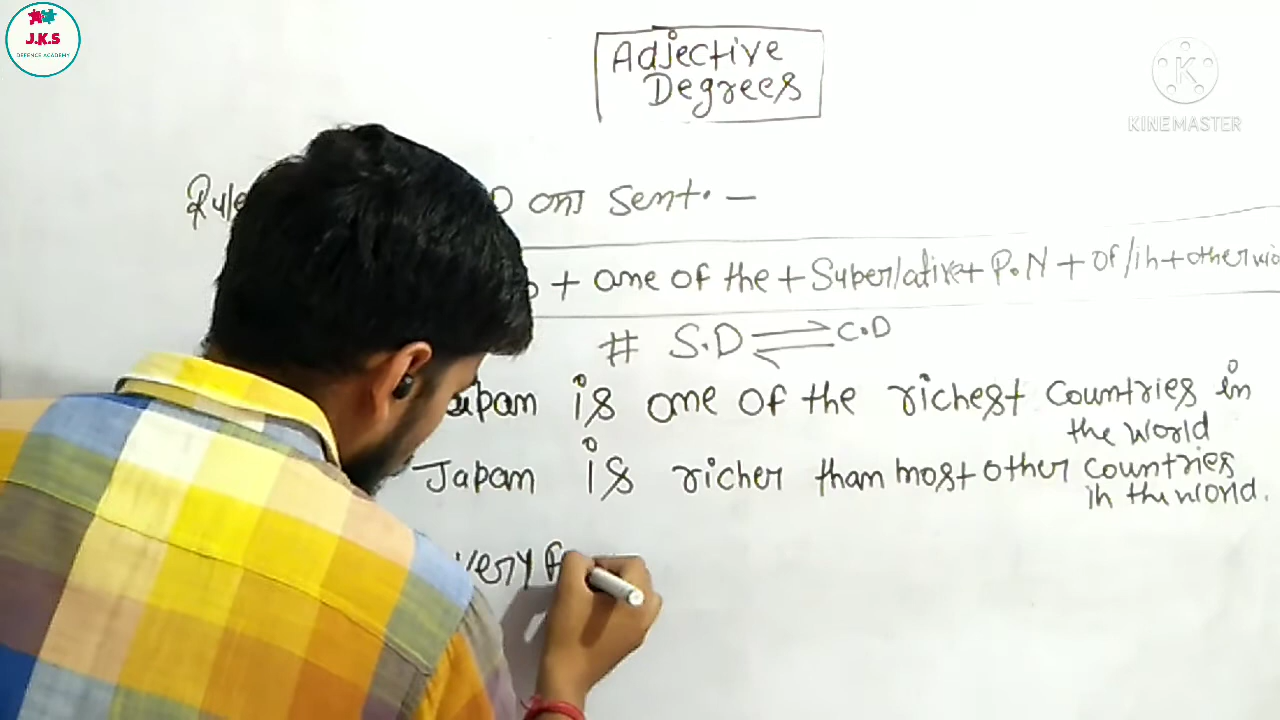 J.K.S
DEFENCE ACADEMY
Adjective
Degrees
KINEMASTER
Rule
D का Sent. —
+ one of the + Superlative + P.N + of/in + other wo
# S.D ⇌ C.D
Japan is one of the richest countries in
the world
Japan is richer than most other countries
in the world.
very f